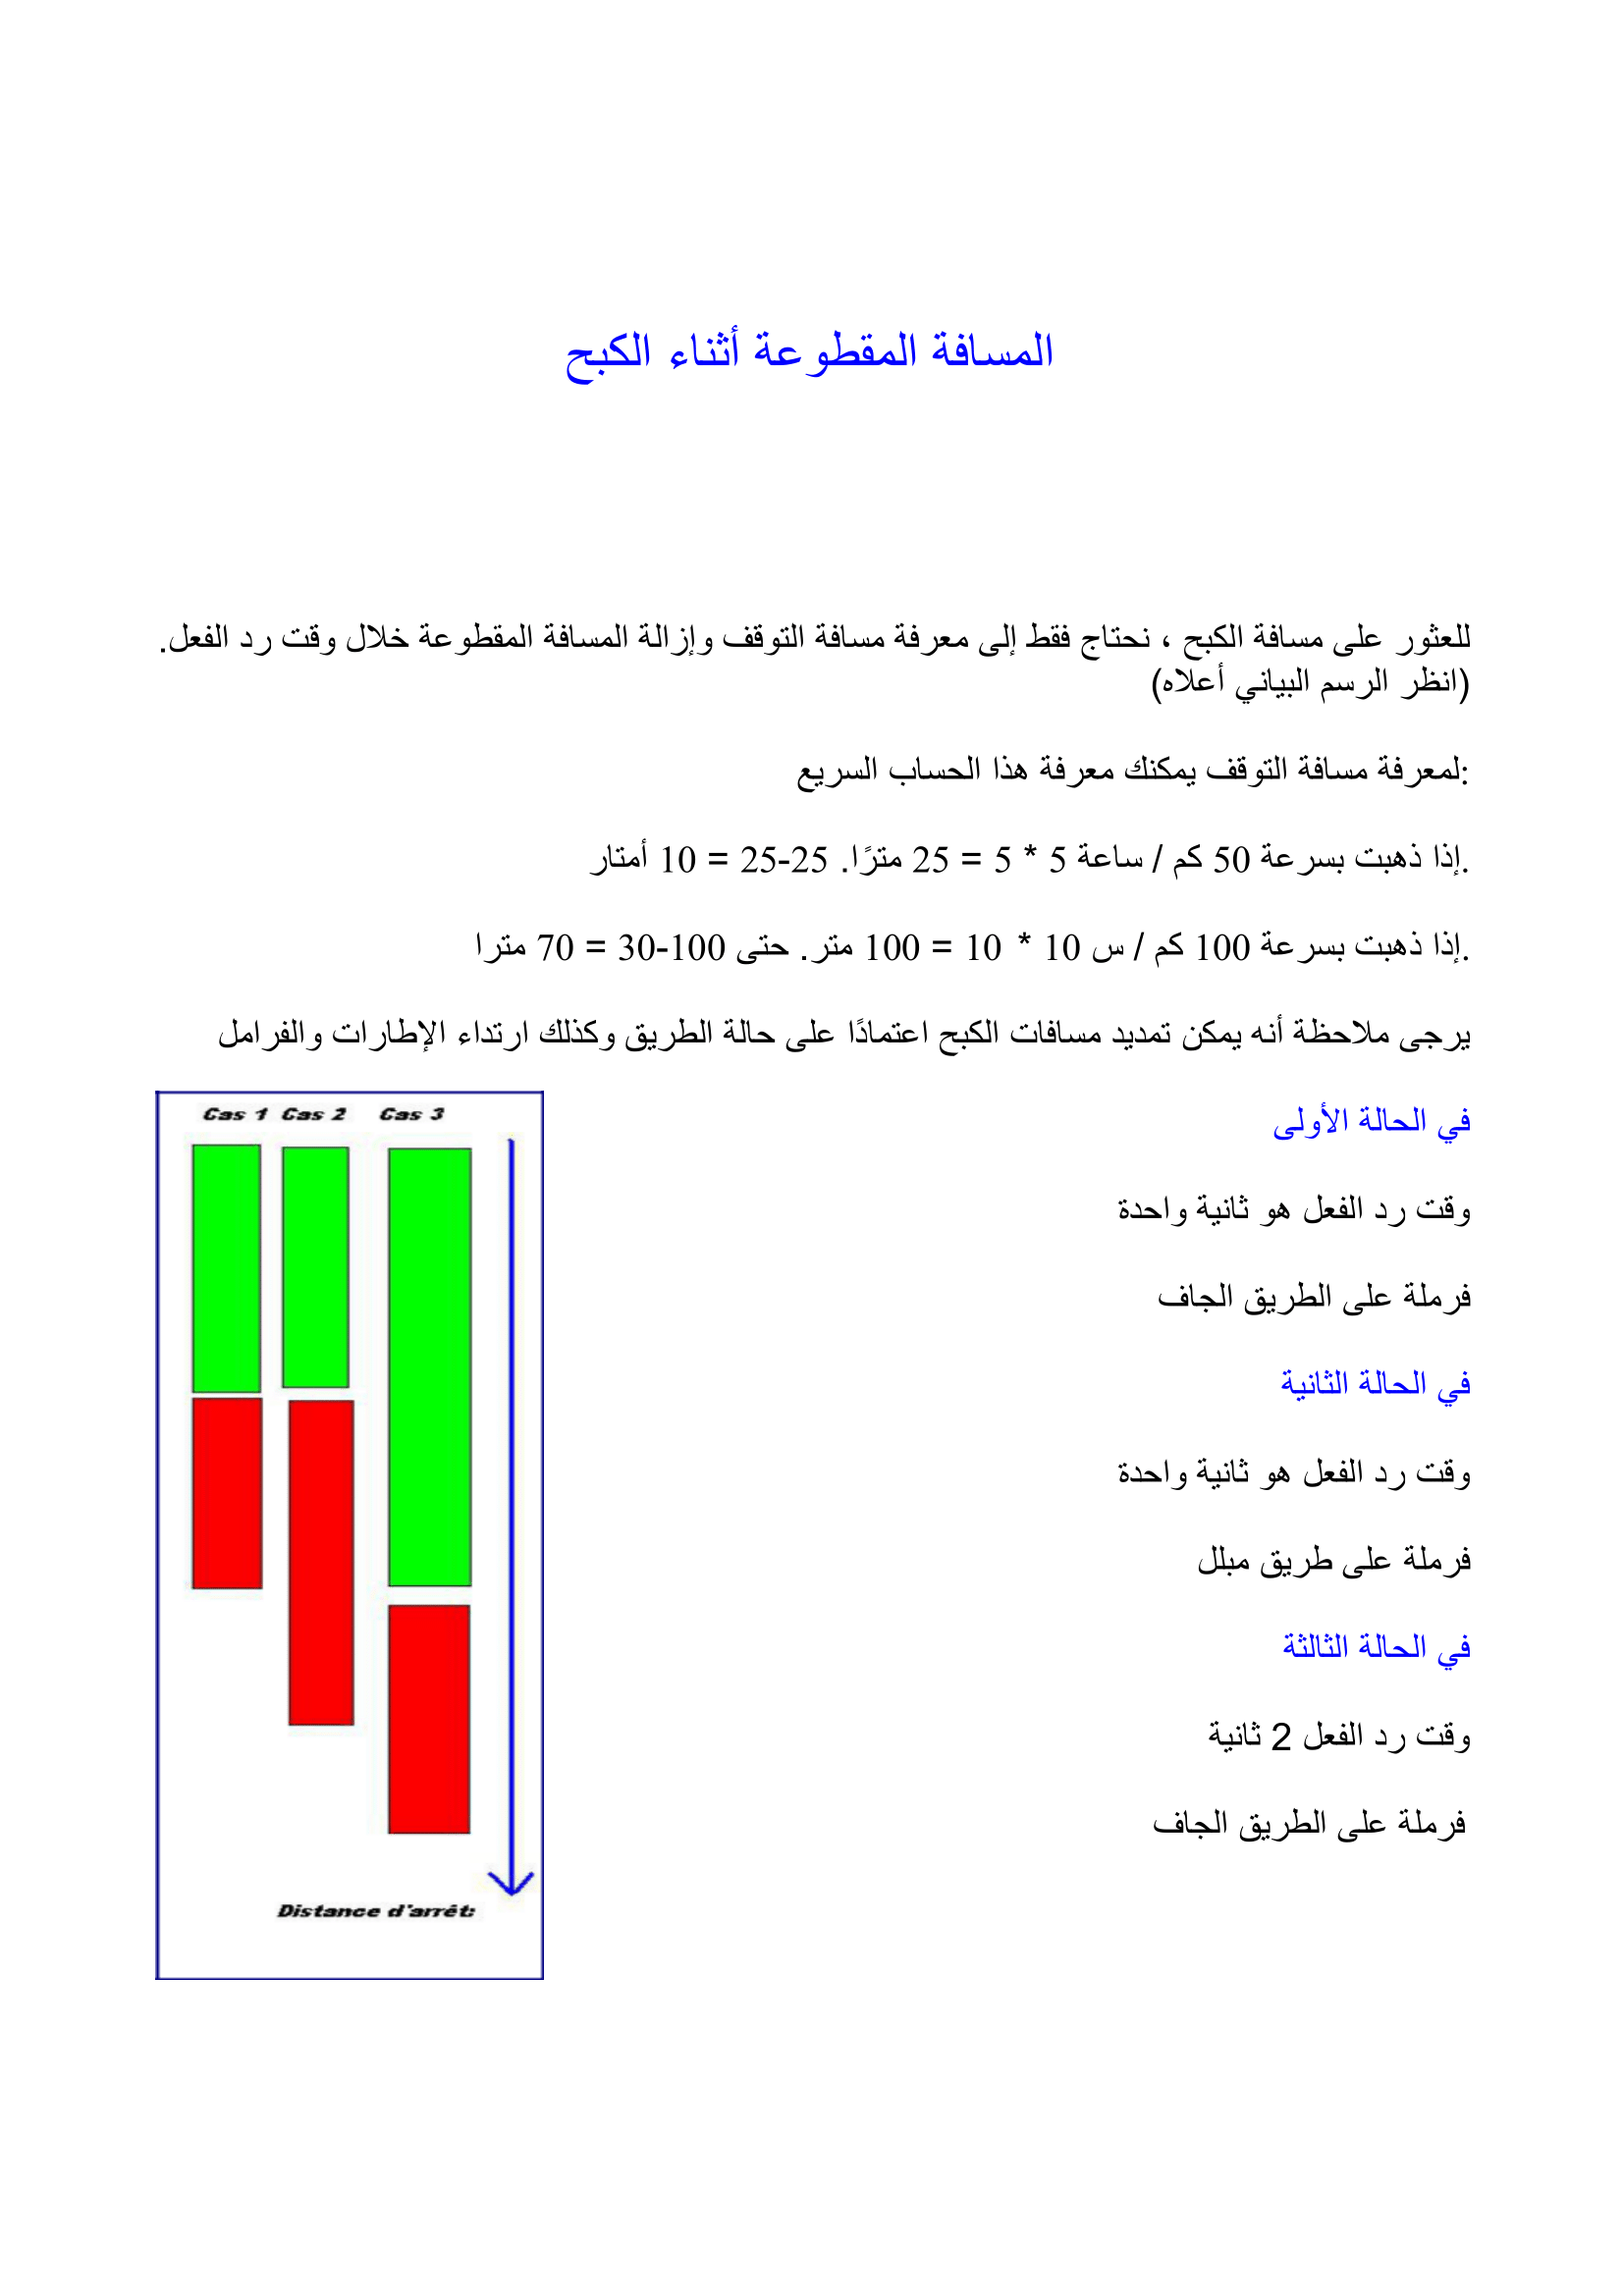 المسافة المقطوعة أثناء الكبح
للعثور على مسافة الكبح ، نحتاج فقط إلى معرفة مسافة التوقف وإزالة المسافة المقطوعة خلال وقت رد الفعل.
(انظر الرسم البياني أعلاه)
:لمعرفة مسافة التوقف يمكنك معرفة هذا الحساب السريع
.إذا ذهبت بسرعة 50 كم / ساعة 5 * 5 = 25 مترًا. 25-25 = 10 أمتار
.إذا ذهبت بسرعة 100 كم / س 10 * 10 = 100 متر. حتى 100-30 = 70 مترا
يرجى ملاحظة أنه يمكن تمديد مسافات الكبح اعتمادًا على حالة الطريق وكذلك ارتداء الإطارات والفرامل
في الحالة الأولى
وقت رد الفعل هو ثانية واحدة
فرملة على الطريق الجاف
في الحالة الثانية
وقت رد الفعل هو ثانية واحدة
فرملة على طريق مبلل
في الحالة الثالثة
وقت رد الفعل 2 ثانية
فرملة على الطريق الجاف
Cas 1 Cas 2 Cas 3
Distance d'arrêt: